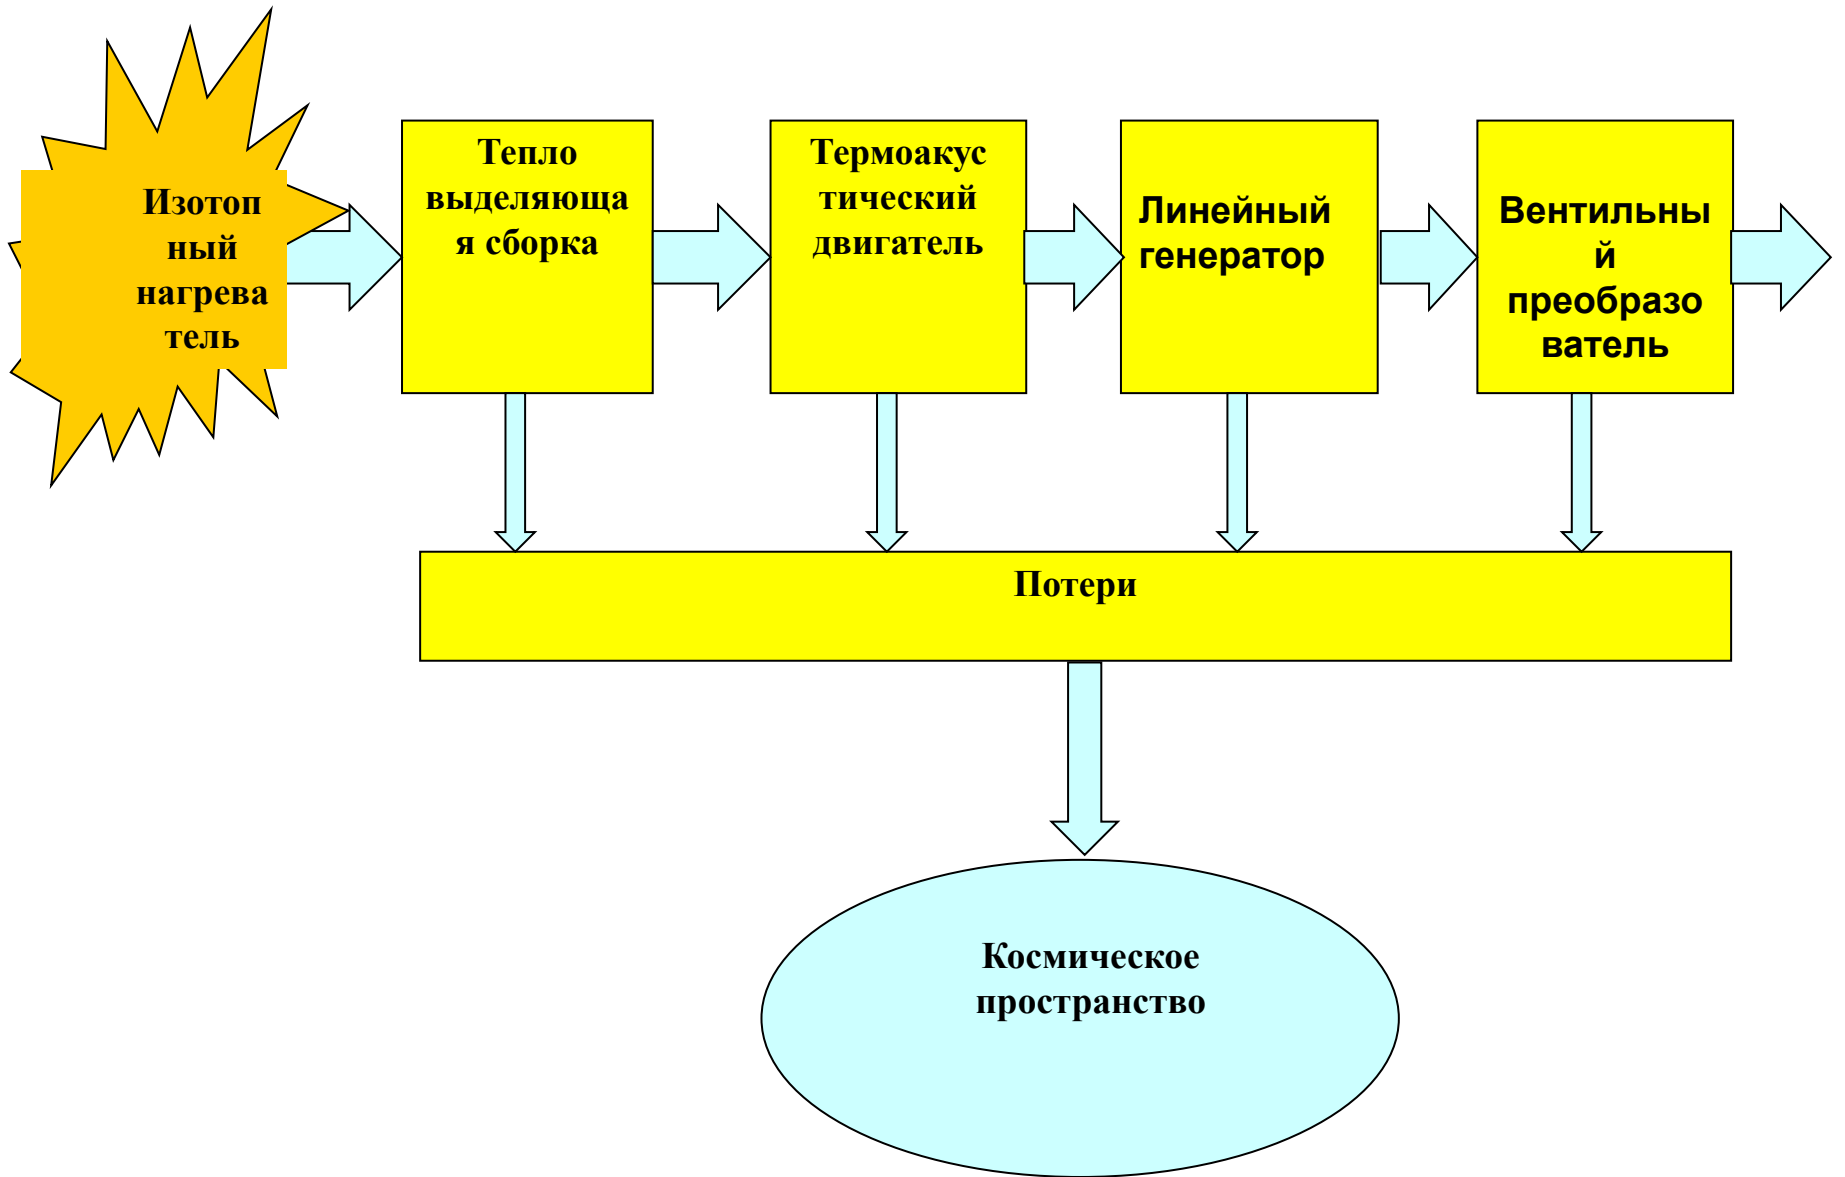 Изотоп
ный
нагрева
тель
Тепло
выделяюща
я сборка
Термоакус
тический
двигатель
Линейный
генератор
Вентильны
й
преобразо
ватель
Потери
Космическое
пространство